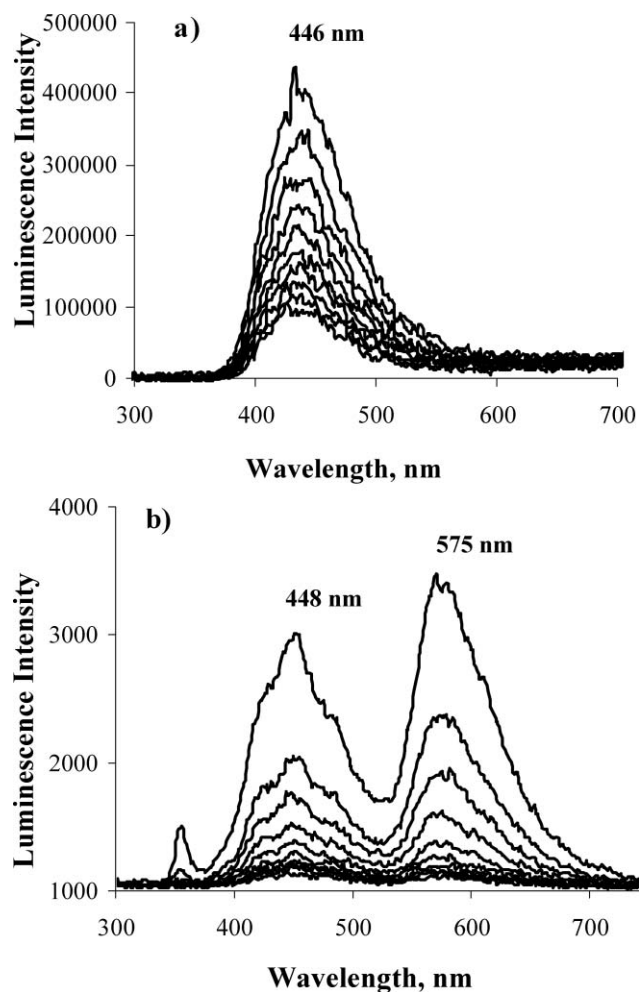 a)
446 nm
Luminescence Intensity
500000
400000
300000
200000
100000
0
300 400 500 600 700
Wavelength, nm
b)
448 nm
575 nm
Luminescence Intensity
4000
3000
2000
1000
300 400 500 600 700
Wavelength, nm